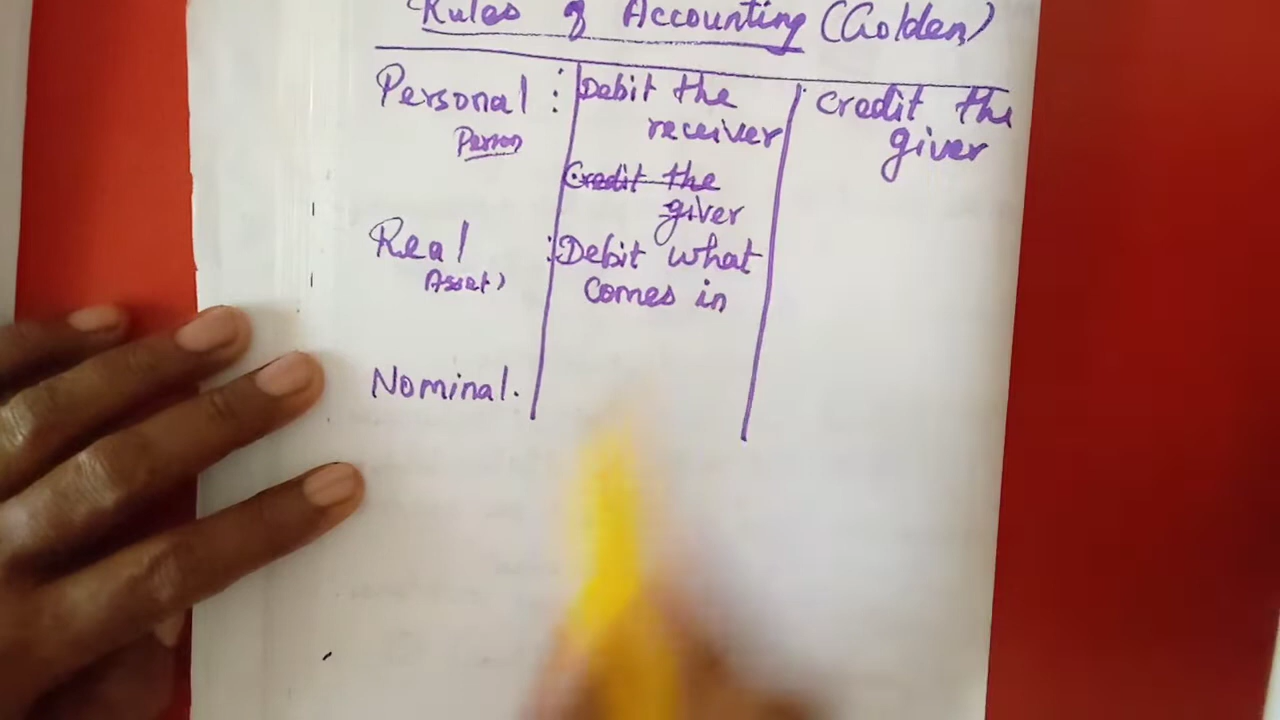 Rules of Accounting (Golden)
Personal : Debit the Credit the
Person receiver giver
Credit the
giver
Real : Debit what
Asset) comes in
Nominal.